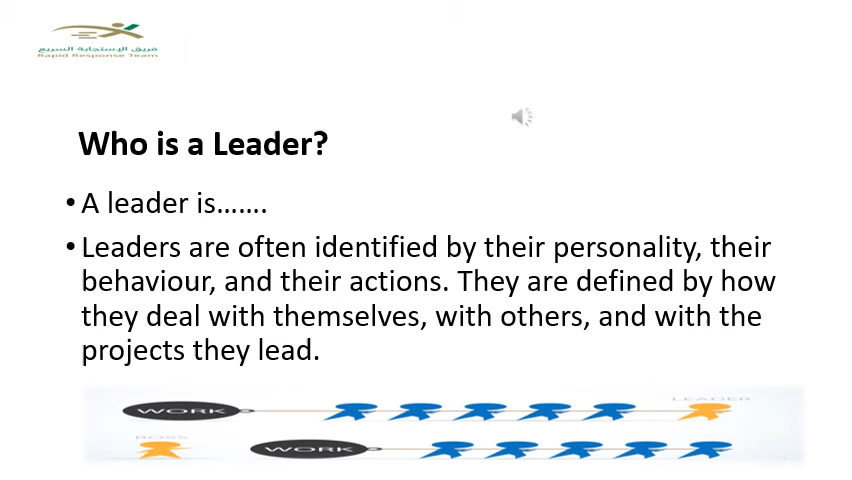 فريق الإستجابة السريع
Rapid Response Team
Who is a Leader?
• A leader is…….
• Leaders are often identified by their personality, their
behaviour, and their actions. They are defined by how
they deal with themselves, with others, and with the
projects they lead.
LEADER
WORK
BOSS
WORK